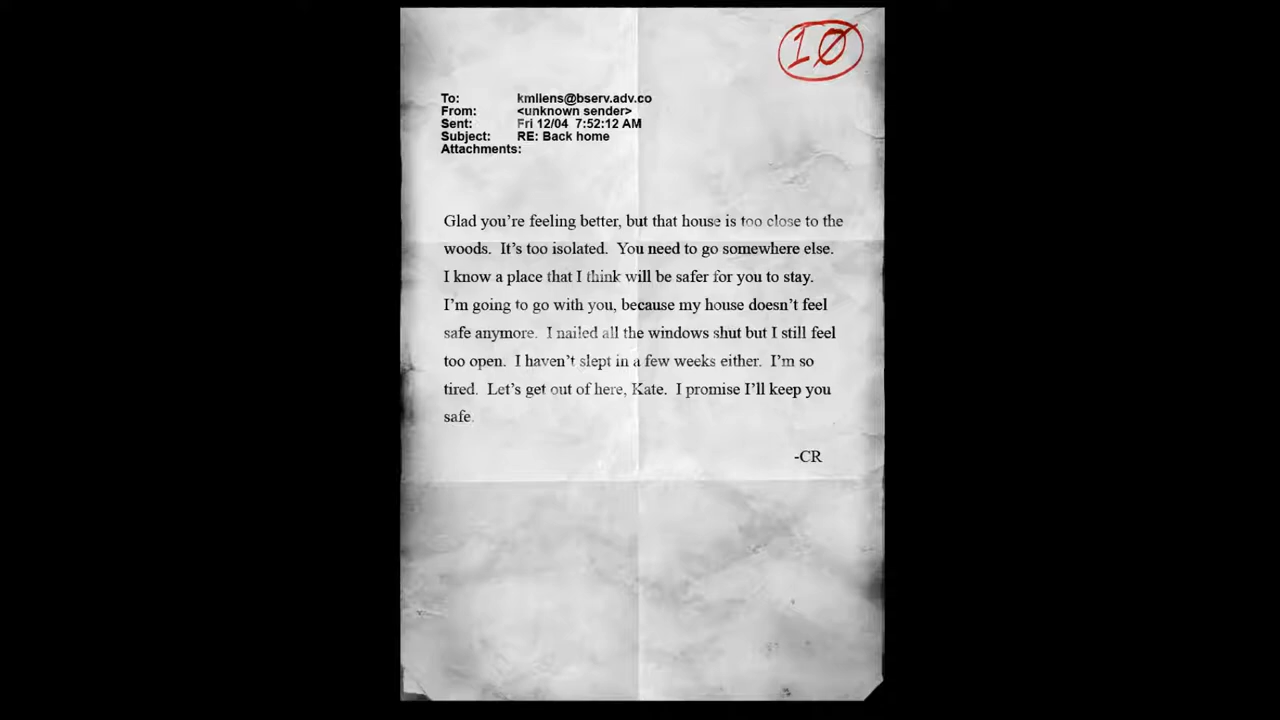 1Ø
To: kmllens@bserv.adv.co
From: <unknown sender>
Sent: Fri 12/04  7:52:12 AM
Subject: RE: Back home
Attachments:
Glad you’re feeling better, but that house is too close to the
woods.  It’s too isolated.  You need to go somewhere else.
I know a place that I think will be safer for you to stay.
I’m going to go with you, because my house doesn’t feel
safe anymore.  I nailed all the windows shut but I still feel
too open.  I haven’t slept in a few weeks either.  I’m so
tired.  Let’s get out of here, Kate.  I promise I’ll keep you
safe.
-CR